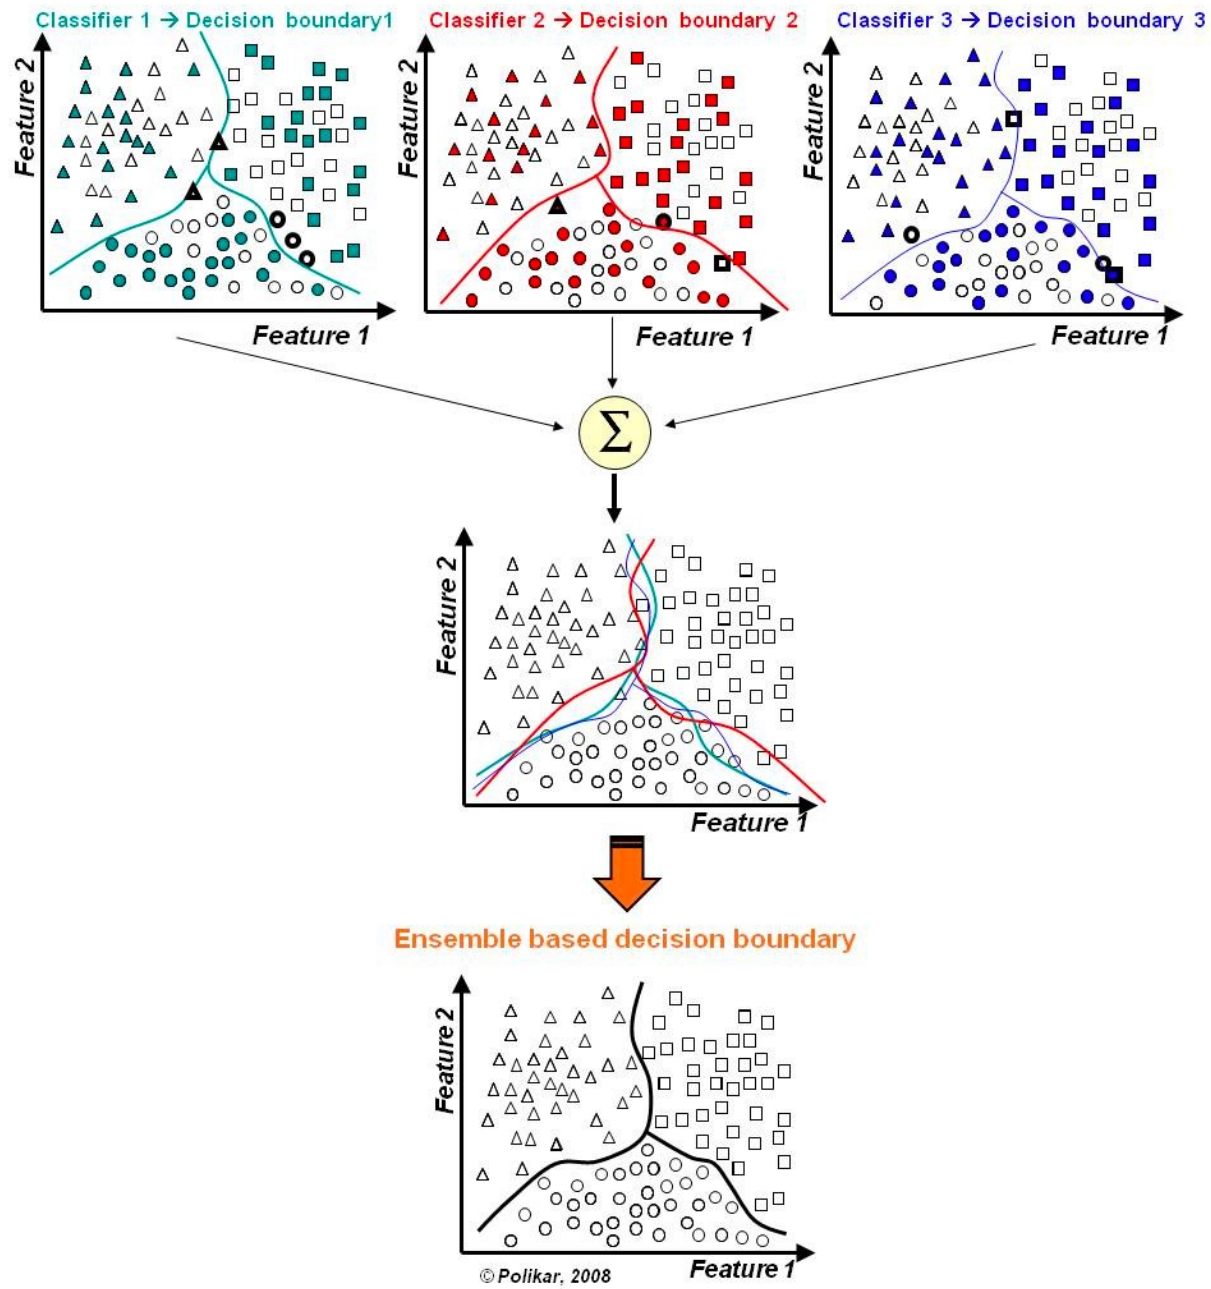 Classifier 1 → Decision boundary1
Classifier 2 → Decision boundary 2
Classifier 3 → Decision boundary 3
Feature 2
Feature 1
Feature 2
Feature 1
Feature 2
Feature 1
Σ
Feature 2
Feature 1
Ensemble based decision boundary
Feature 2
Feature 1
© Polikar, 2008